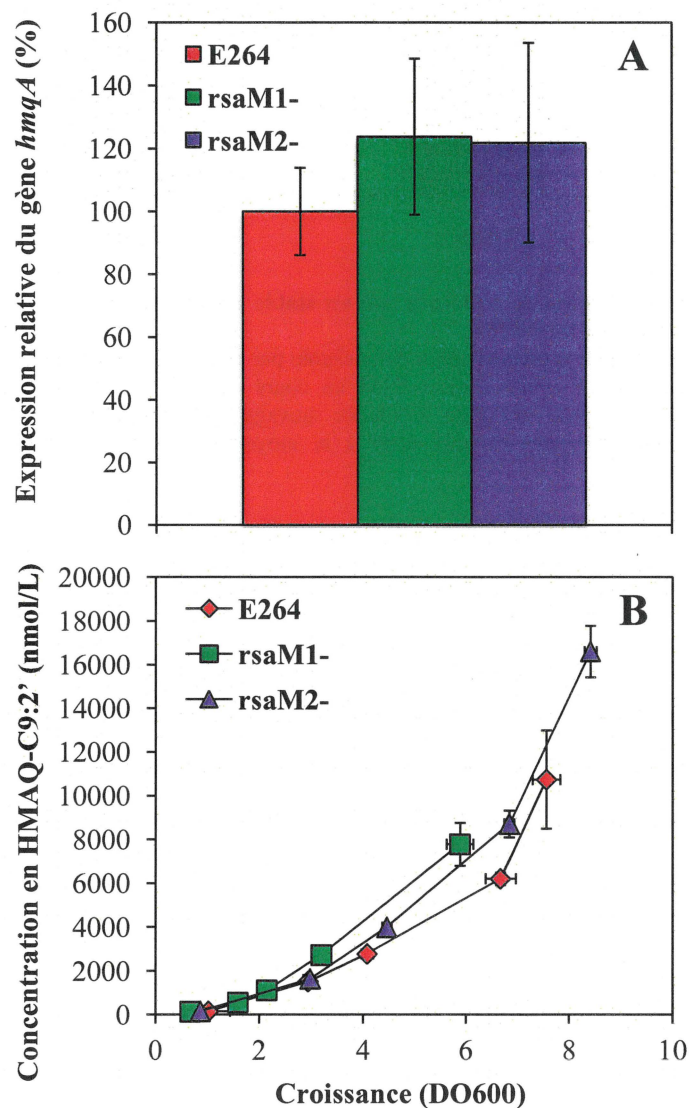 Expression relative du gène hmqA (%)
160
140
120
100
80
60
40
20
0
E264
rsaM1-
rsaM2-
A
Concentration en HMAQ-C9:2’ (nmol/L)
20000
18000
16000
14000
12000
10000
8000
6000
4000
2000
0
E264
rsaM1-
rsaM2-
B
0 2 4 6 8 10
Croissance (DO600)